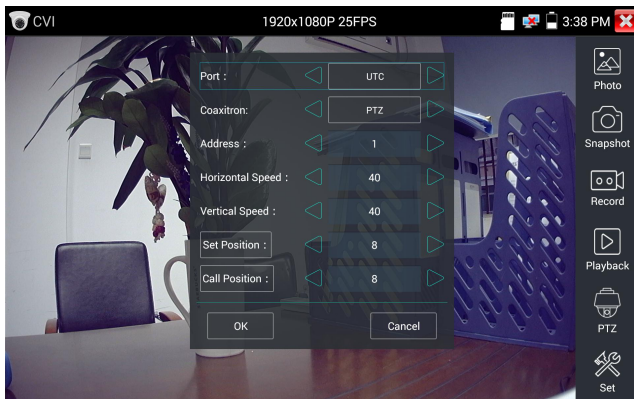 CVI 1920x1080P 25FPS 3:38 PM
Port : UTC
Photo
Coaxitron: PTZ
Address : 1
Snapshot
Horizontal Speed : 40
Record
Vertical Speed : 40
Set Position : 8
Playback
Call Position : 8
OK Cancel
PTZ
Set